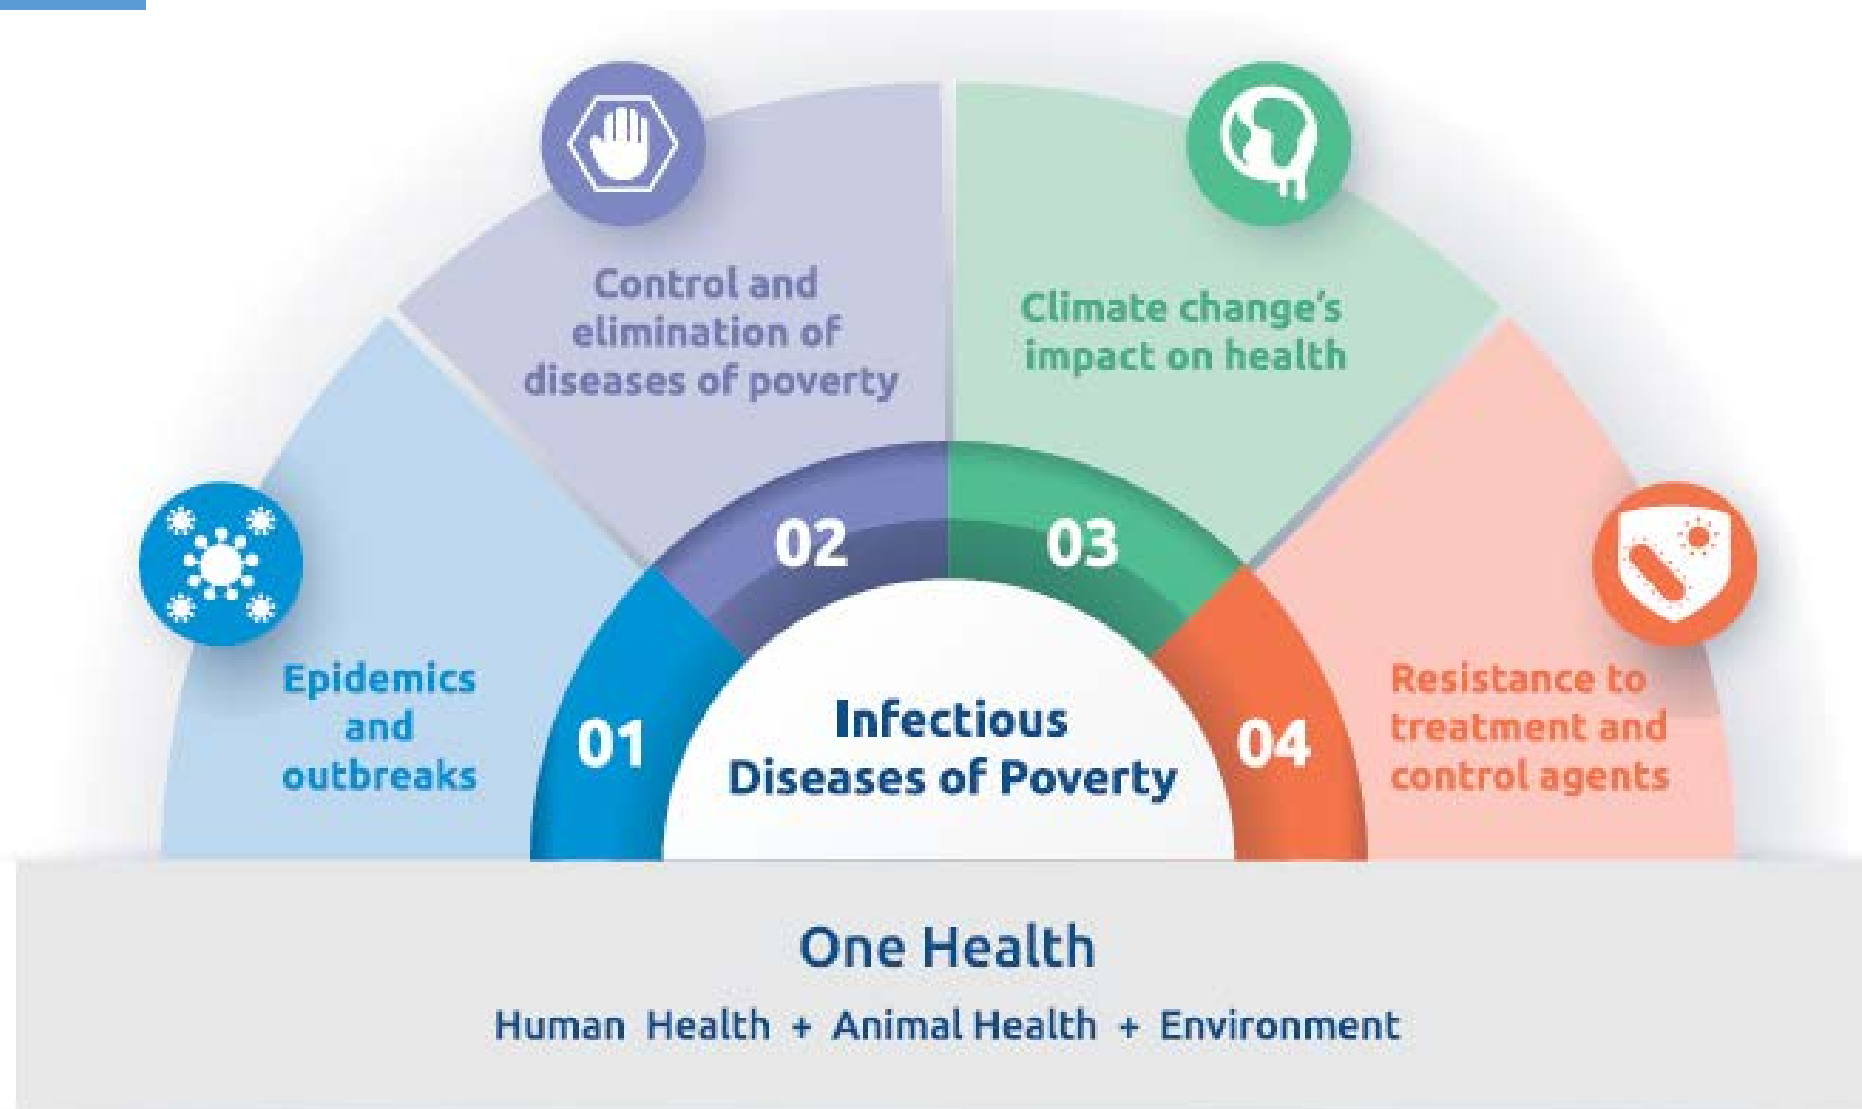 Control and
elimination of
diseases of poverty
Climate change's
impact on health
02
03
Epidemics
and
outbreaks
01
Infectious
Diseases of Poverty
04
Resistance to
treatment and
control agents
One Health
Human Health + Animal Health + Environment